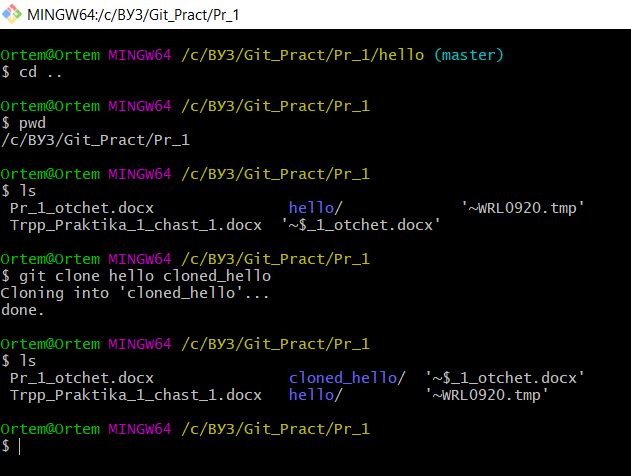 MINGW64:/c/ВУЗ/Git_Pract/Pr_1
Ortem@Ortem MINGW64 /c/ВУЗ/Git_Pract/Pr_1/hello (master)
$ cd ..
Ortem@Ortem MINGW64 /c/ВУЗ/Git_Pract/Pr_1
$ pwd
/c/ВУЗ/Git_Pract/Pr_1
Ortem@Ortem MINGW64 /c/ВУЗ/Git_Pract/Pr_1
$ ls
Pr_1_otchet.docx hello/ '~WRL0920.tmp'
Trpp_Praktika_1_chast_1.docx '~$_1_otchet.docx'
Ortem@Ortem MINGW64 /c/ВУЗ/Git_Pract/Pr_1
$ git clone hello cloned_hello
Cloning into 'cloned_hello'...
done.
Ortem@Ortem MINGW64 /c/ВУЗ/Git_Pract/Pr_1
$ ls
Pr_1_otchet.docx cloned_hello/ '~$_1_otchet.docx'
Trpp_Praktika_1_chast_1.docx hello/ '~WRL0920.tmp'
Ortem@Ortem MINGW64 /c/ВУЗ/Git_Pract/Pr_1
$